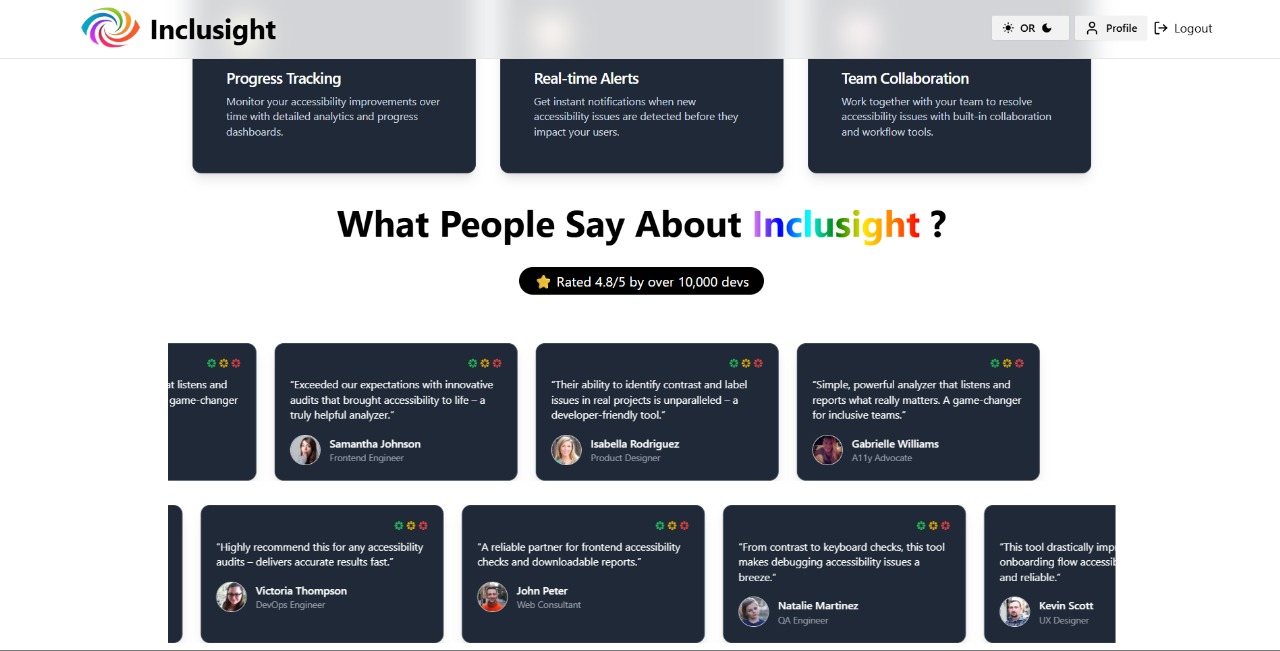 Inclusight
OR
Profile
Logout
Progress Tracking
Monitor your accessibility improvements over
time with detailed analytics and progress
dashboards.
Real-time Alerts
Get instant notifications when new
accessibility issues are detected before they
impact your users.
Team Collaboration
Work together with your team to resolve
accessibility issues with built-in collaboration
and workflow tools.
What People Say About Inclusight ?
Rated 4.8/5 by over 10,000 devs
at listens and
game-changer
"Exceeded our expectations with innovative
audits that brought accessibility to life – a
truly helpful analyzer."
Samantha Johnson
Frontend Engineer
"Their ability to identify contrast and label
issues in real projects is unparalleled – a
developer-friendly tool."
Isabella Rodriguez
Product Designer
"Simple, powerful analyzer that listens and
reports what really matters. A game-changer
for inclusive teams."
Gabrielle Williams
A11y Advocate
"Highly recommend this for any accessibility
audits – delivers accurate results fast."
Victoria Thompson
DevOps Engineer
"A reliable partner for frontend accessibility
checks and downloadable reports."
John Peter
Web Consultant
"From contrast to keyboard checks, this tool
makes debugging accessibility issues a
breeze."
Natalie Martinez
QA Engineer
"This tool drastically impr
onboarding flow accessib
and reliable."
Kevin Scott
UX Designer